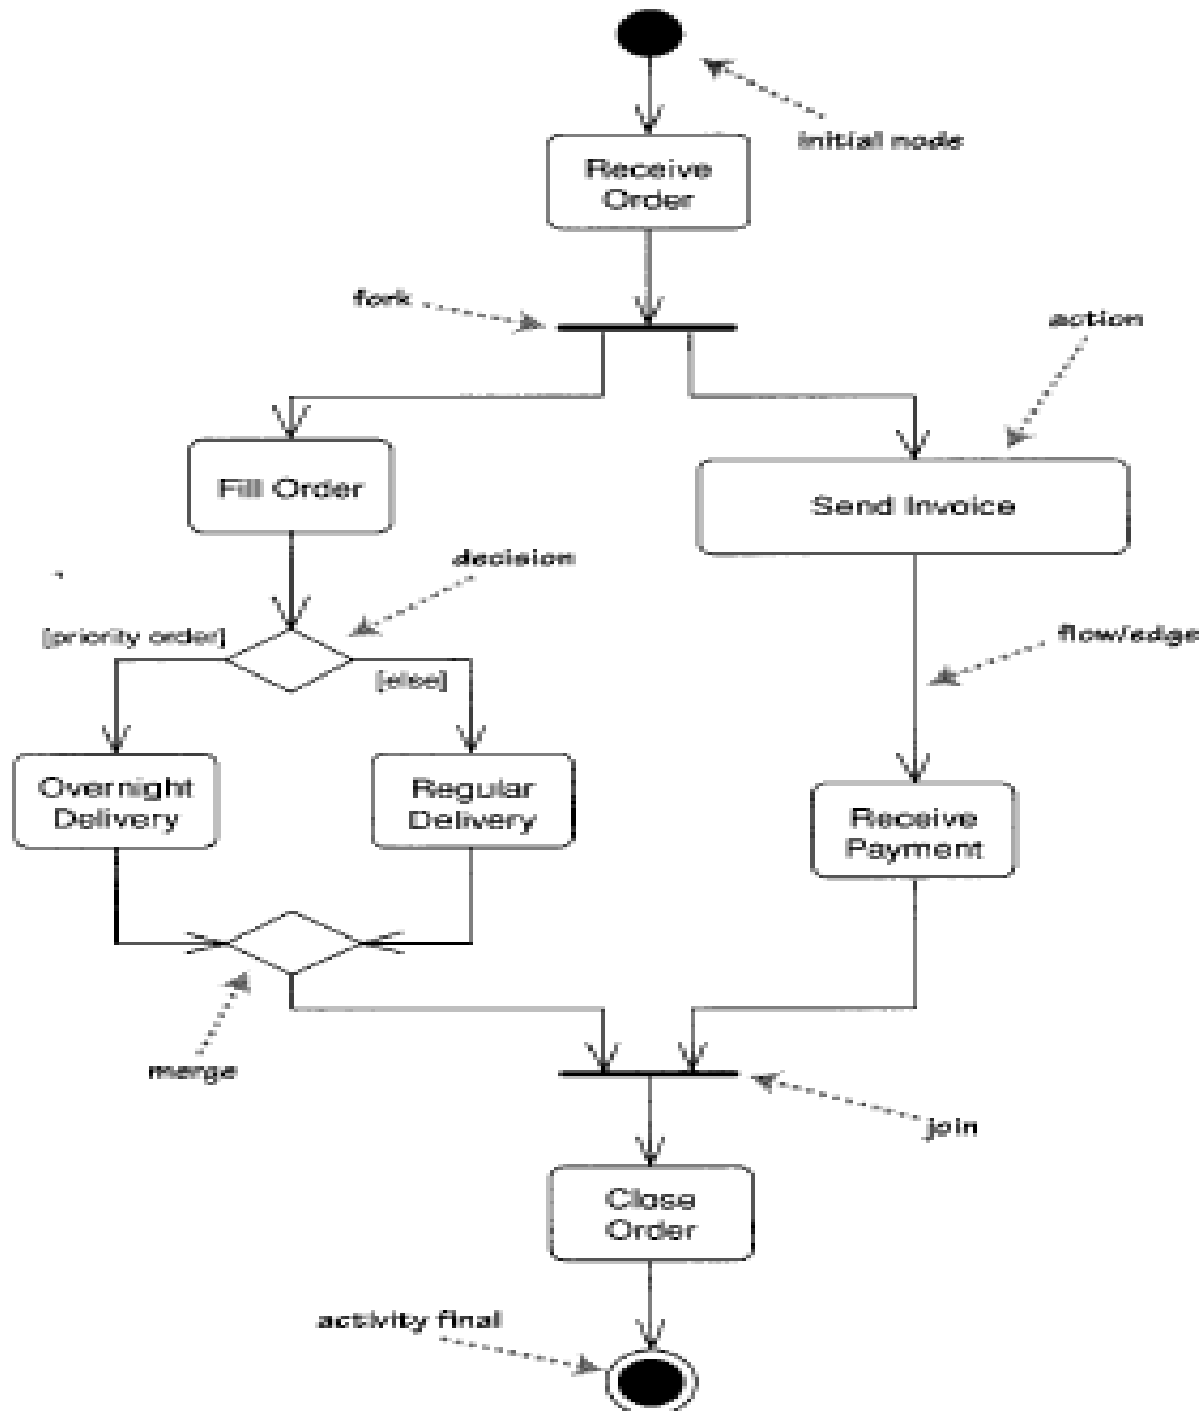 initial node
Receive
Order
fork
action
Fill Order
Send Invoice
decision
[priority order]
[else]
flow/edge
Overnight
Delivery
Regular
Delivery
Receive
Payment
merge
join
Close
Order
activity final